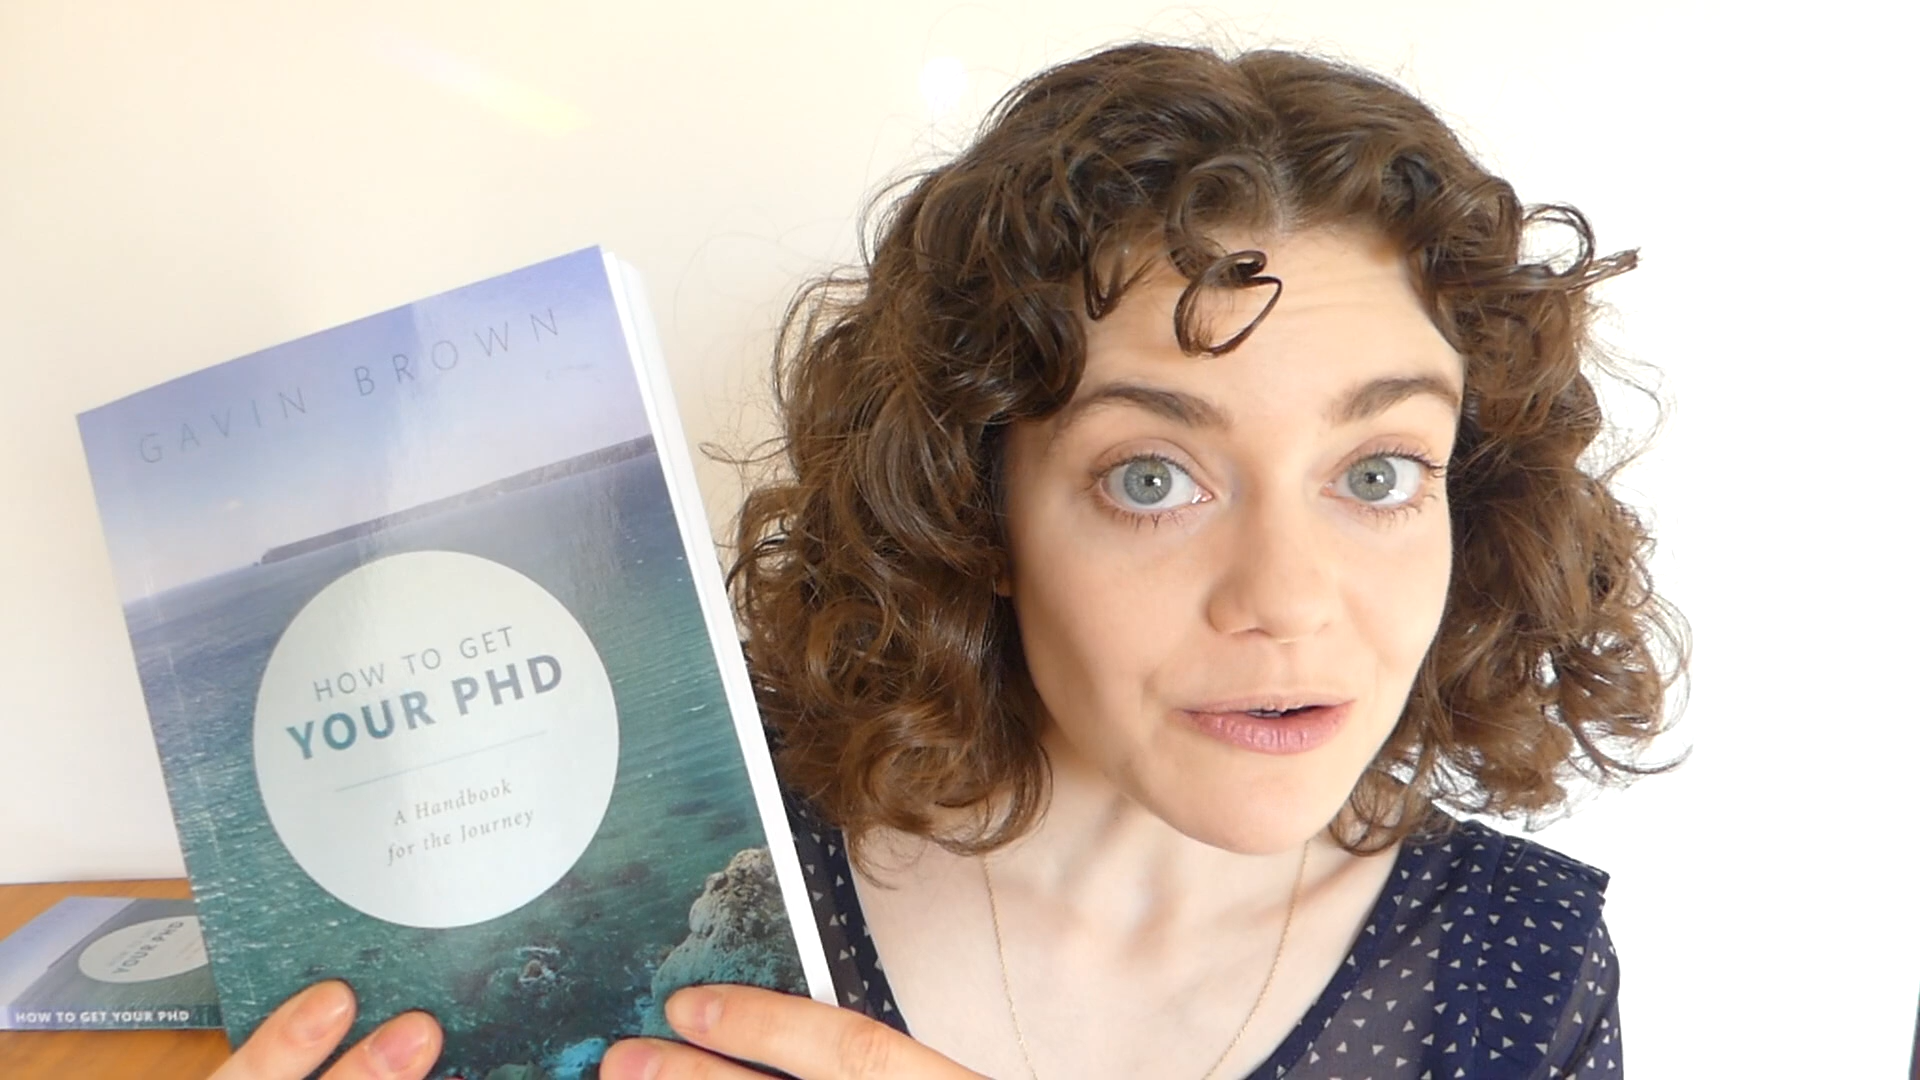 GAVIN BROWN
HOW TO GET
YOUR PHD
A Handbook
for the Journey
YOUR PHD
HOW TO GET YOUR PHD